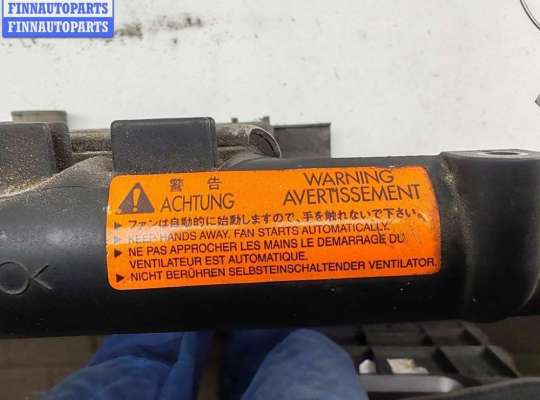 FINNAUTOPARTS
FINNAUTOPARTS
警告 WARNING
ACHTUNG AVERTISSEMENT
ファンは自動的に始動しますので、手を触れないで下さい。
KEEP HANDS AWAY. FAN STARTS AUTOMATICALLY.
NE PAS APPROCHER LES MAINS LE DEMARRAGE DU
VENTILATEUR EST AUTOMATIQUE.
NICHT BERÜHREN SELBSTEINSCHALTENDER VENTILATOR.
OK